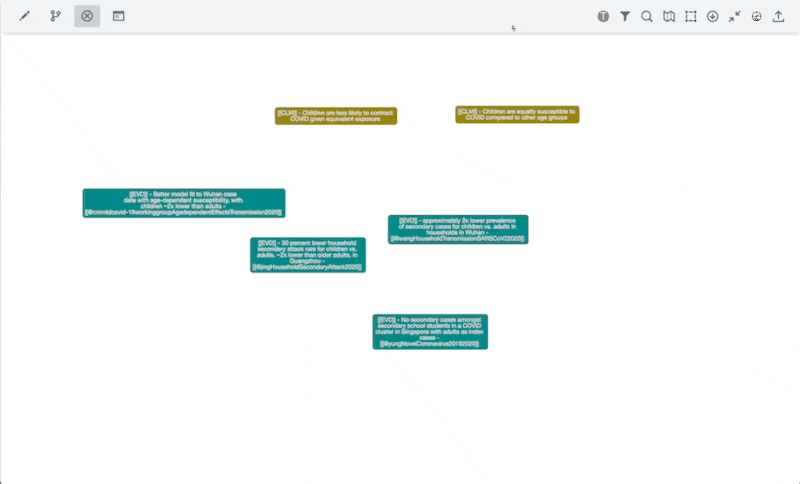 [[CLM]] - Children are less likely to contract
COVID given equivalent exposure
[[CLM]] - Children are equally susceptible to
COVID compared to other age groups
[[EVD]] - Better model fit to Wuhan case
data with age-dependent susceptibility, with
children ~2x lower than adults -
[[@cmmidcovid-19workinggroupAgedependentEffectsTransmission2020]]
[[EVD]] - approximately 2x lower prevalence
of secondary cases for children vs. adults in
households in Wuhan -
[[@wangHouseholdTransmissionSARSCoV22020]]
[[EVD]] - 30 percent lower household
secondary attack rate for children vs.
adults, ~2x lower than older adults, in
Guangzhou -
[[@jingHouseholdSecondaryAttack2020]]
[[EVD]] - No secondary cases amongst
secondary school students in a COVID
cluster in Singapore with adults as index
cases -
[[@yungNovelCoronavirus20192020]]